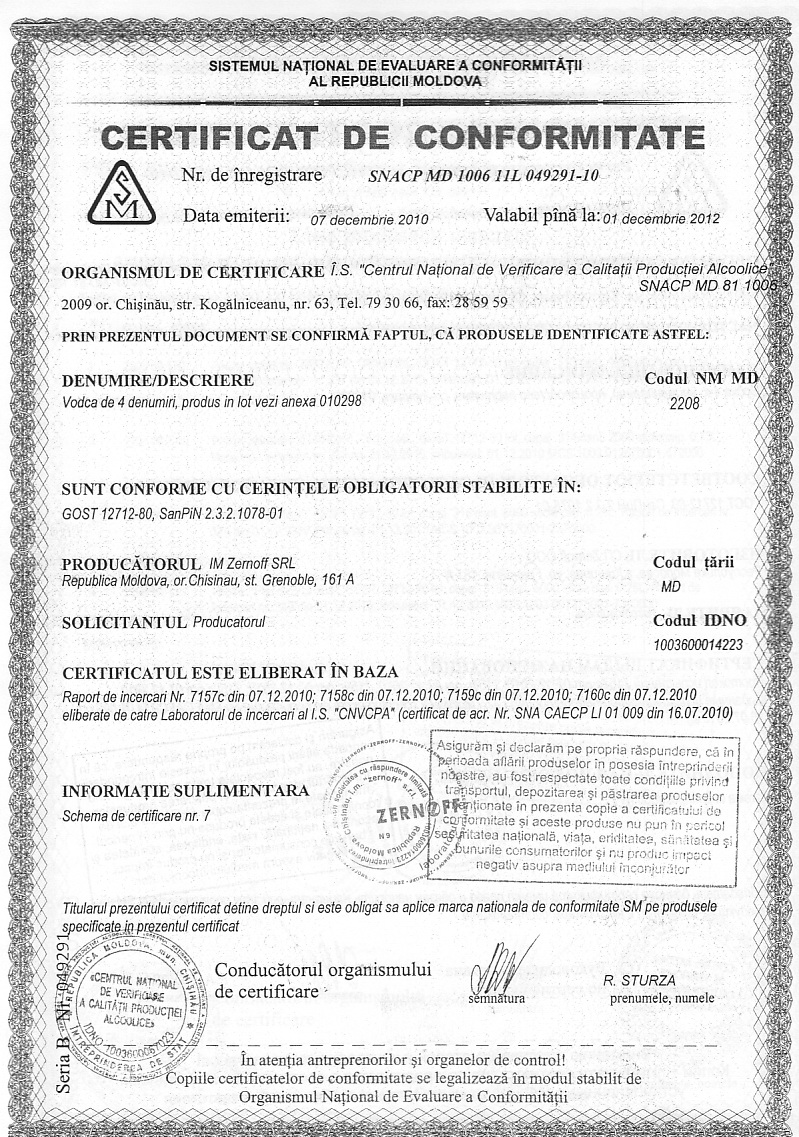 SISTEMUL NAȚIONAL DE EVALUARE A CONFORMITĂȚII
AL REPUBLICII MOLDOVA
CERTIFICAT DE CONFORMITATE
SM
Nr. de înregistrare SNACP MD 1006 11L 049291-10
Data emiterii: 07 decembrie 2010 Valabil pînă la: 01 decembrie 2012
ORGANISMUL DE CERTIFICARE Î.S. "Centrul Național de Verificare a Calitații Producției Alcoolice,
SNACP MD 81 1006
2009 or. Chișinău, str. Kogălniceanu, nr. 63, Tel. 79 30 66, fax: 28 59 59
PRIN PREZENTUL DOCUMENT SE CONFIRMĂ FAPTUL, CĂ PRODUSELE IDENTIFICATE ASTFEL:
DENUMIRE/DESCRIERE Codul NM MD
Vodca de 4 denumiri, produs in lot vezi anexa 010298 2208
SUNT CONFORME CU CERINȚELE OBLIGATORII STABILITE ÎN:
GOST 12712-80, SanPiN 2.3.2.1078-01
PRODUCĂTORUL IM Zernoff SRL Codul țării
Republica Moldova, or.Chisinau, st. Grenoble, 161 A MD
SOLICITANTUL Producatorul Codul IDNO
1003600014223
CERTIFICATUL ESTE ELIBERAT ÎN BAZA
Raport de incercari Nr. 7157c din 07.12.2010; 7158c din 07.12.2010; 7159c din 07.12.2010; 7160c din 07.12.2010
eliberate de catre Laboratorul de incercari al I.S. "CNVCPA" (certificat de acr. Nr. SNA CAECP LI 01 009 din 16.07.2010)
Asigurăm și declarăm pe propria răspundere, că în
perioada aflării produselor în posesia întreprinderii
noastre, au fost respectate toate condițiile privind
transportul, depozitarea și păstrarea produselor
menționate în prezenta copie a certificatului de
conformitate și aceste produse nu pun în pericol
securitatea națională, viața, eriditatea, sănătatea și
bunurile consumatorilor și nu produc impact
negativ asupra mediului înconjurător
ZERNOFF
INFORMAȚIE SUPLIMENTARA
Schema de certificare nr. 7
Titularul prezentului certificat detine dreptul si este obligat sa aplice marca nationala de conformitate SM pe produsele
specificate in prezentul certificat
«CENTRUL NAȚIONAL
DE VERIFICARE
A CALITĂȚII PRODUCȚIEI
ALCOOLICE»
REPUBLICA MOLDOVA, MUN. CHIȘINĂU
ÎNTREPRINDEREA DE STAT
Conducătorul organismului
de certificare
semnătura
R. STURZA
prenumele, numele
Seria B Nr. 049291
În atenția antreprenorilor și organelor de control!
Copiile certificatelor de conformitate se legalizează în modul stabilit de
Organismul Național de Evaluare a Conformității